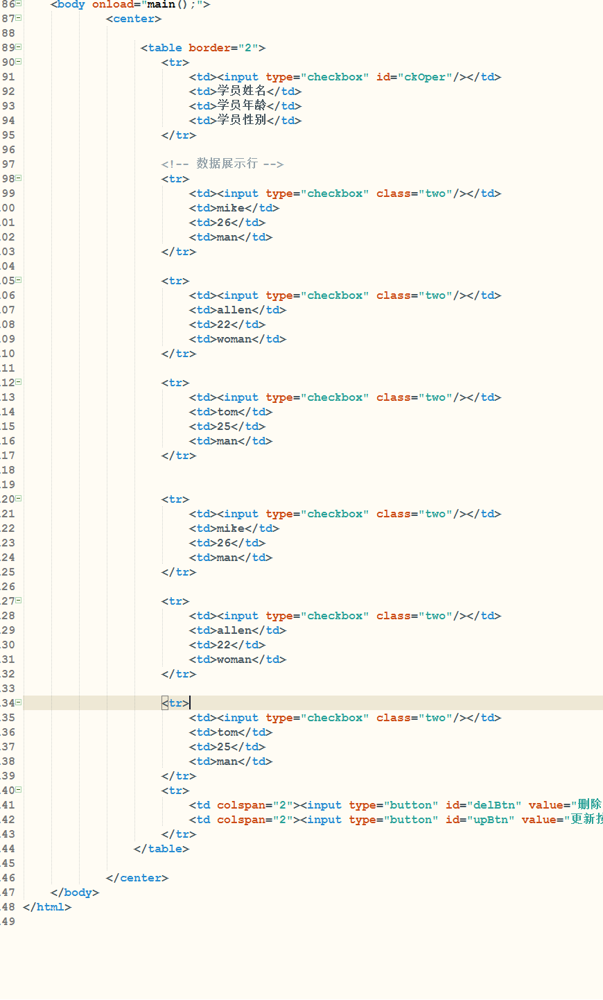 86 <body onload="main();">
87 <center>
88
89 <table border="2">
90 <tr>
91 <td><input type="checkbox" id="ckOper"/></td>
92 <td>学员姓名</td>
93 <td>学员年龄</td>
94 <td>学员性别</td>
95 </tr>
96
97 <!-- 数据展示行 -->
98 <tr>
99 <td><input type="checkbox" class="two"/></td>
00 <td>mike</td>
01 <td>26</td>
02 <td>man</td>
03 </tr>
04
05 <tr>
06 <td><input type="checkbox" class="two"/></td>
07 <td>allen</td>
08 <td>22</td>
09 <td>woman</td>
10 </tr>
11
12 <tr>
13 <td><input type="checkbox" class="two"/></td>
14 <td>tom</td>
15 <td>25</td>
16 <td>man</td>
17 </tr>
18
19
20 <tr>
21 <td><input type="checkbox" class="two"/></td>
22 <td>mike</td>
23 <td>26</td>
24 <td>man</td>
25 </tr>
26
27 <tr>
28 <td><input type="checkbox" class="two"/></td>
29 <td>allen</td>
30 <td>22</td>
31 <td>woman</td>
32 </tr>
33
34 <tr>
35 <td><input type="checkbox" class="two"/></td>
36 <td>tom</td>
37 <td>25</td>
38 <td>man</td>
39 </tr>
40 <tr>
41 <td colspan="2"><input type="button" id="delBtn" value="删除
42 <td colspan="2"><input type="button" id="upBtn" value="更新按
43 </tr>
44 </table>
45
46 </center>
47 </body>
48 </html>
49